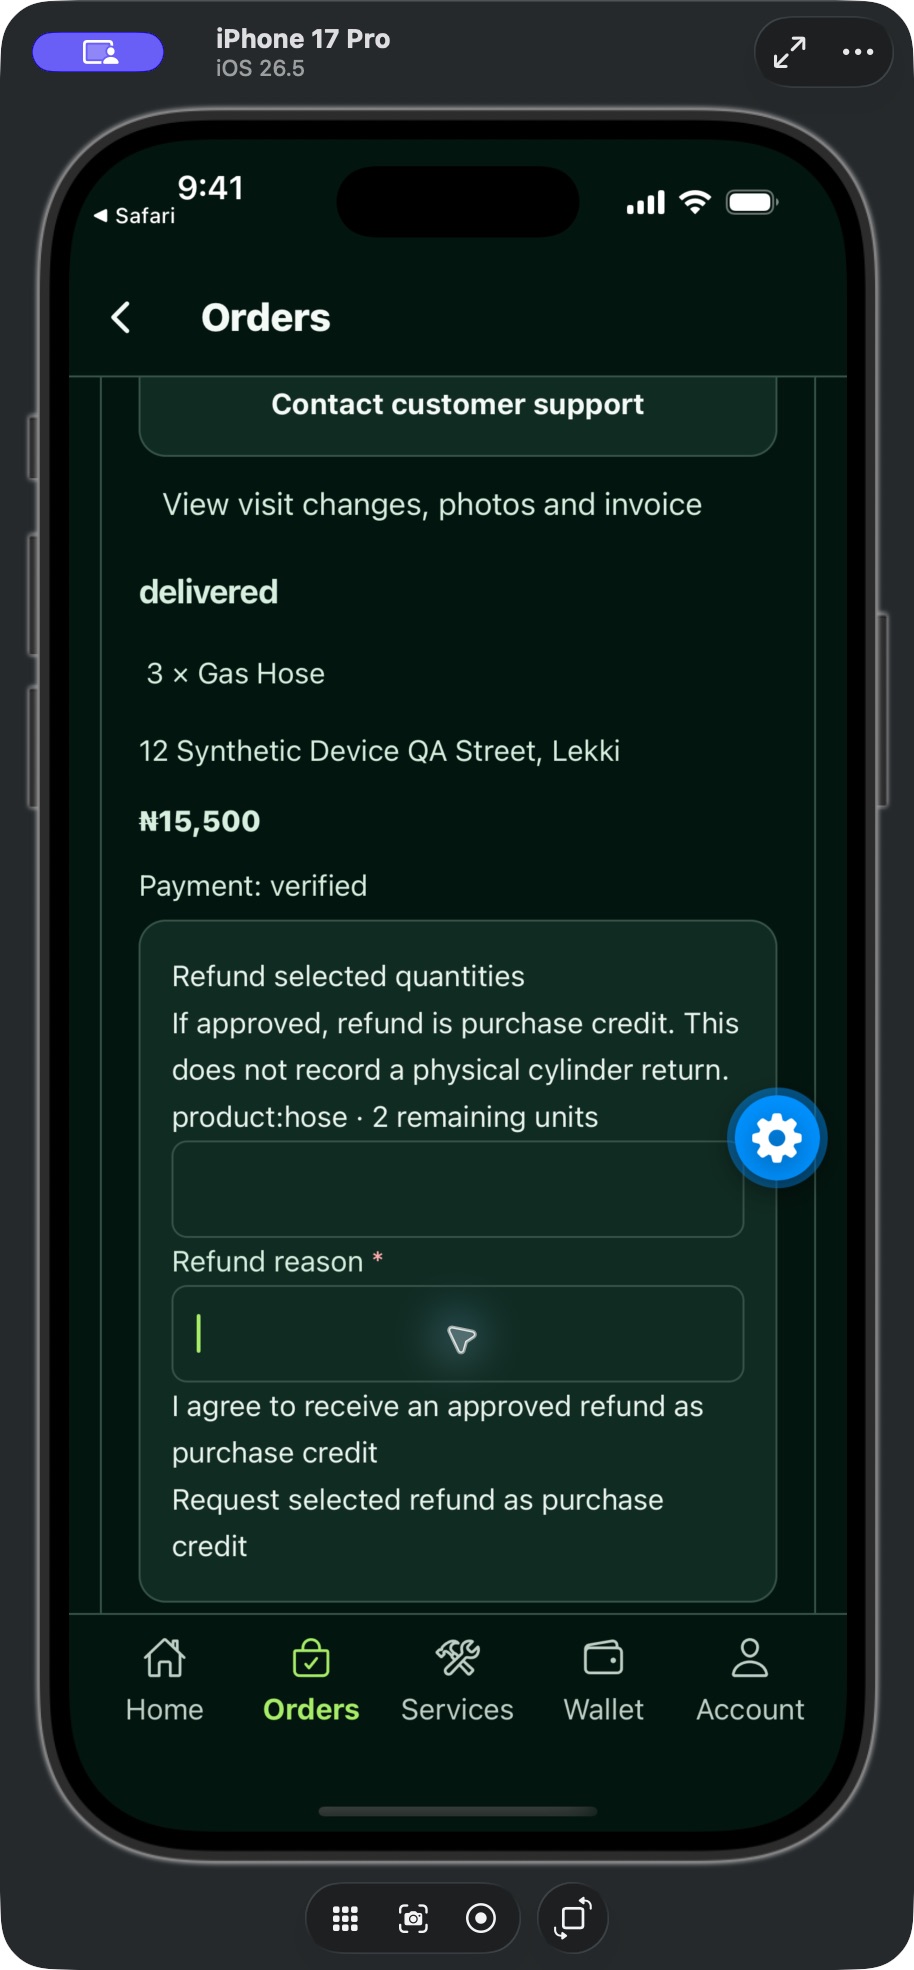 iPhone 17 Pro
iOS 26.5
9:41
Safari
Orders
Contact customer support
View visit changes, photos and invoice
delivered
3 × Gas Hose
12 Synthetic Device QA Street, Lekki
₦15,500
Payment: verified
Refund selected quantities
If approved, refund is purchase credit. This
does not record a physical cylinder return.
product:hose · 2 remaining units
Refund reason *
I agree to receive an approved refund as
purchase credit
Request selected refund as purchase
credit
Home Orders Services Wallet Account